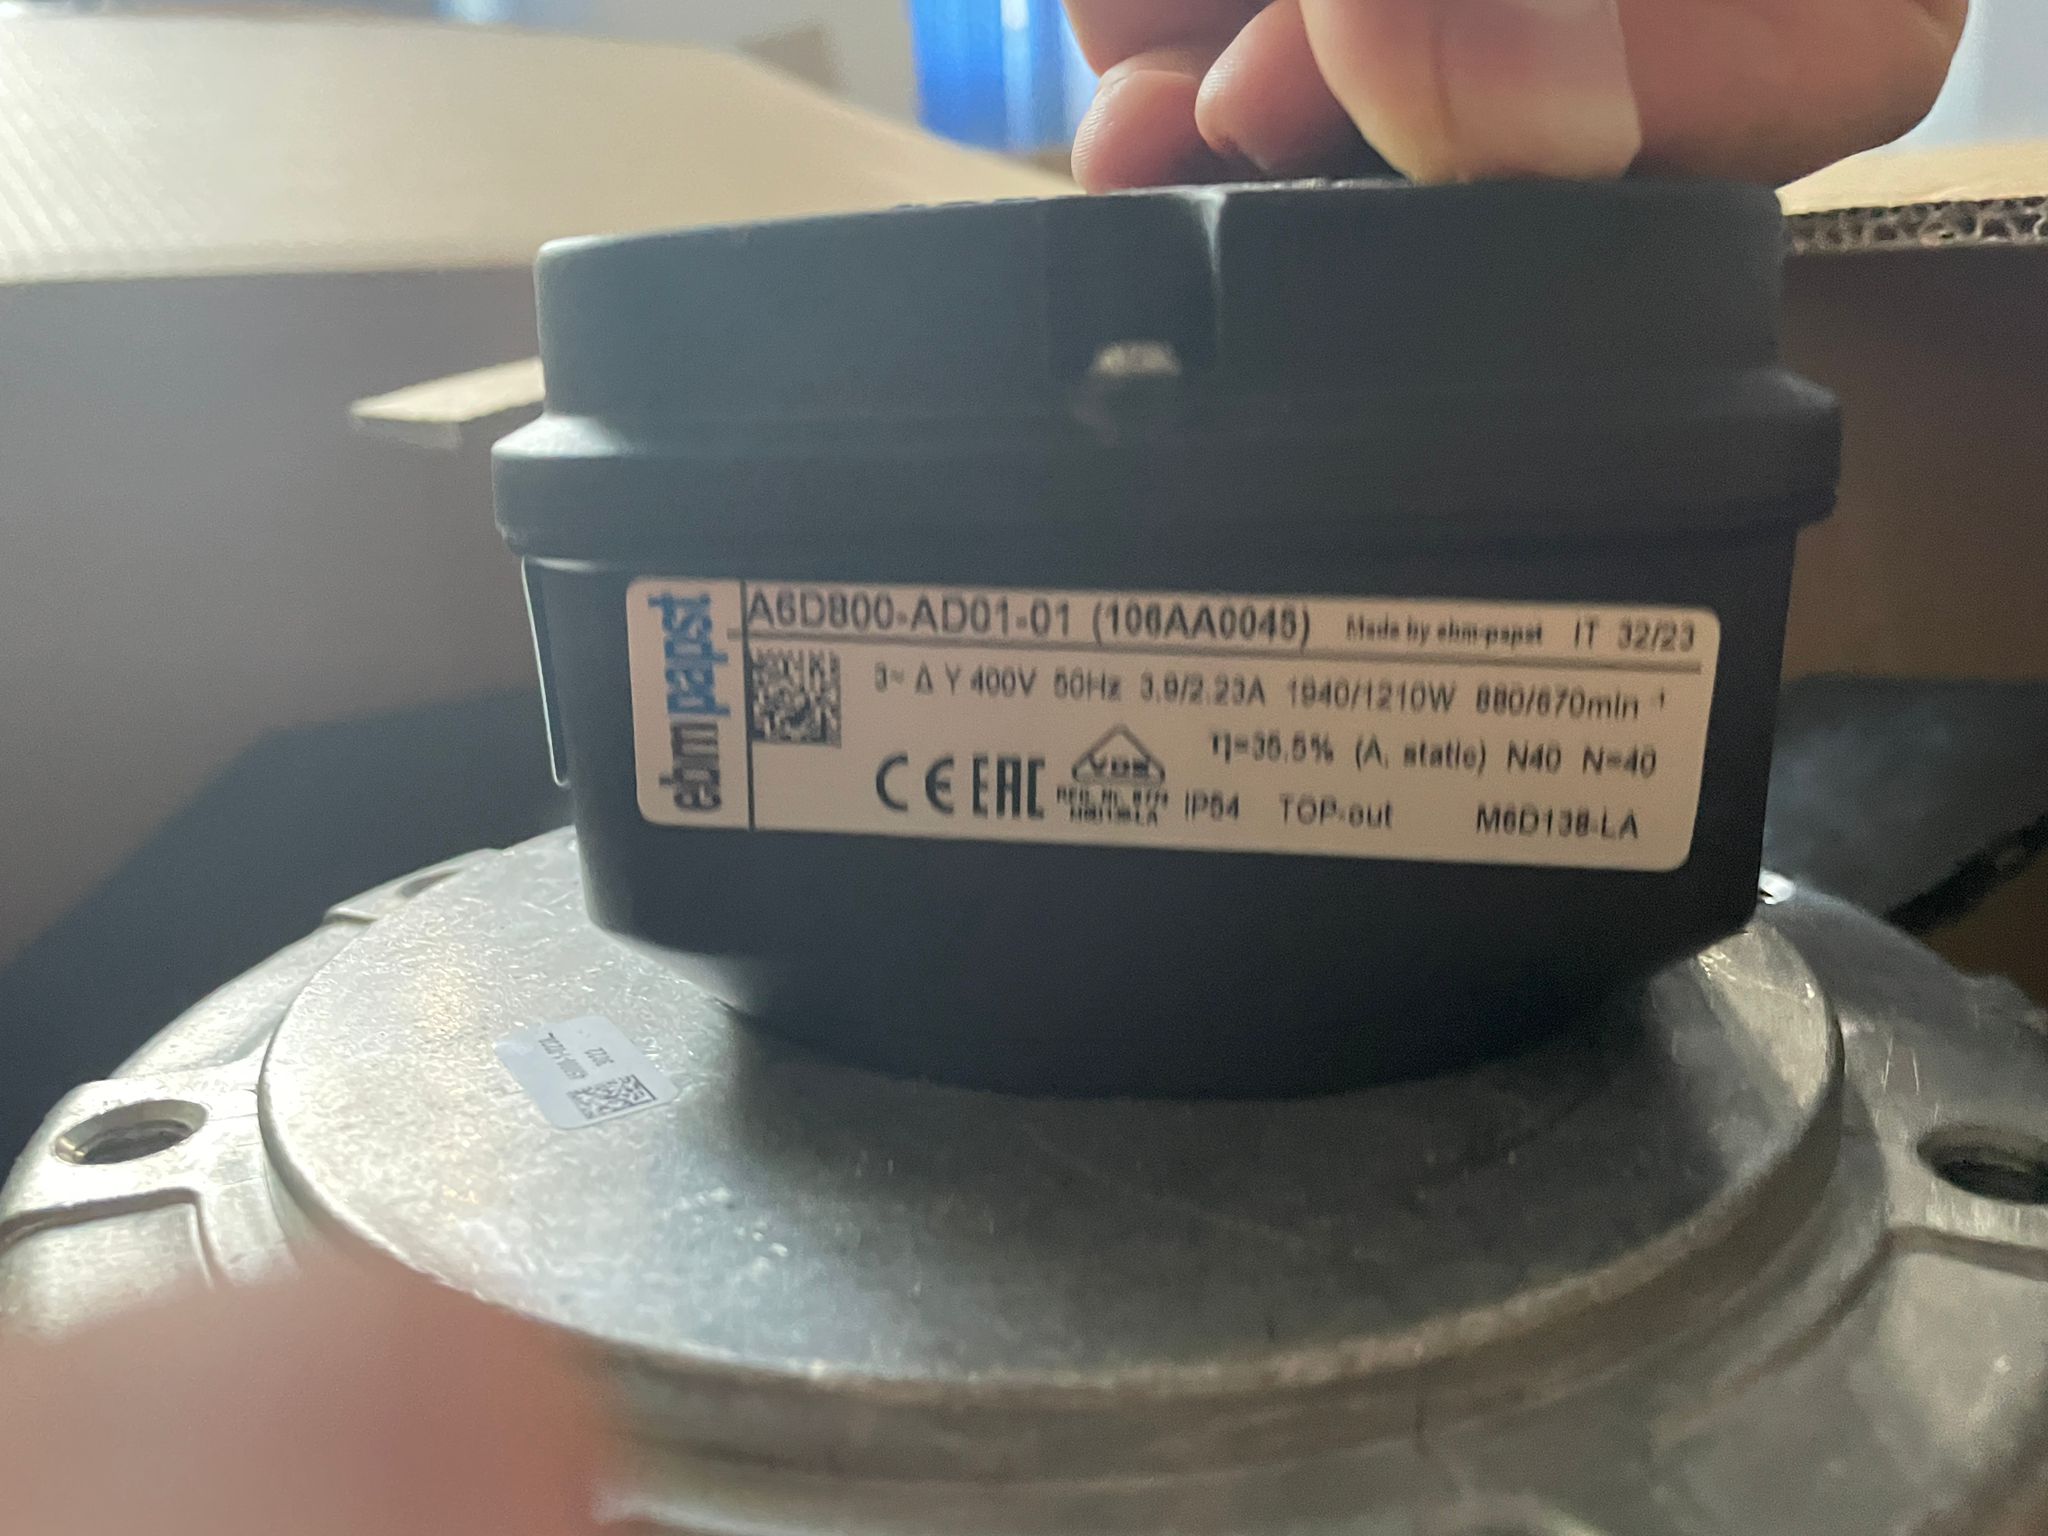 ebmpapst
A6D800-AD01-01 (106AA0045) Made by ebm-papst IT 32/23
3~ Δ Y 400V 50Hz 3.9/2.23A 1940/1210W 880/670min⁻¹
η=35.5% (A, static) N40 N=40
CE EAC VDE IP54 TOP-out M6D138-LA
3022